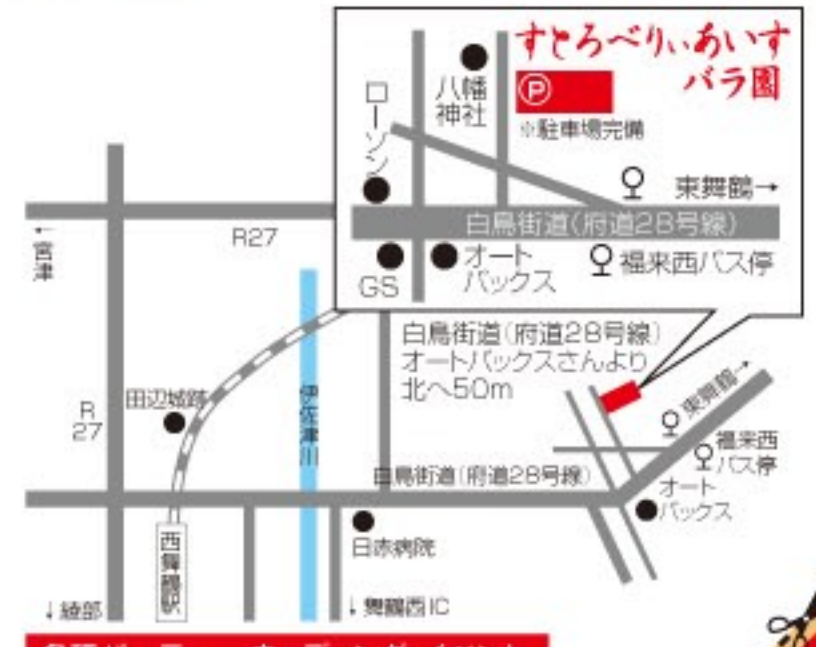 すとろべりぃあいす
バラ園
P
※駐車場完備
八幡
神社
ローソン
東舞鶴→
白鳥街道(府道28号線)
GS
オート
バックス
福来西バス停
←宮津
R27
白鳥街道(府道28号線)
オートバックスさんより
北へ50m
R
27
田辺城跡
伊佐津川
東舞鶴→
福来西
バス停
オート
バックス
白鳥街道(府道28号線)
西舞鶴駅
日赤病院
↓綾部
↓舞鶴西IC